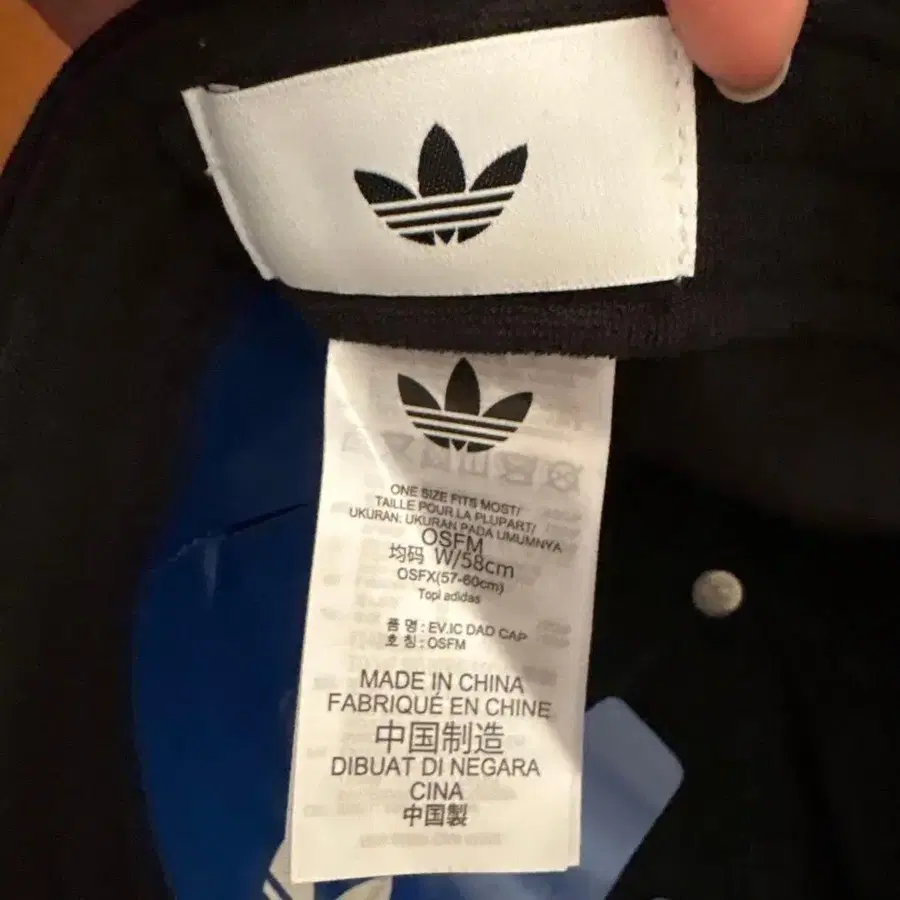 ONE SIZE FITS MOST/
TAILLE POUR LA PLUPART/
UKURAN: UKURAN PADA UMUMNYA
OSFM
均码 W/58cm
OSFX(57-60cm)
Topi adidas
품 명 : EV.IC DAD CAP
호 칭 : OSFM
MADE IN CHINA
FABRIQUÉ EN CHINE
中国制造
DIBUAT DI NEGARA
CINA
中国製